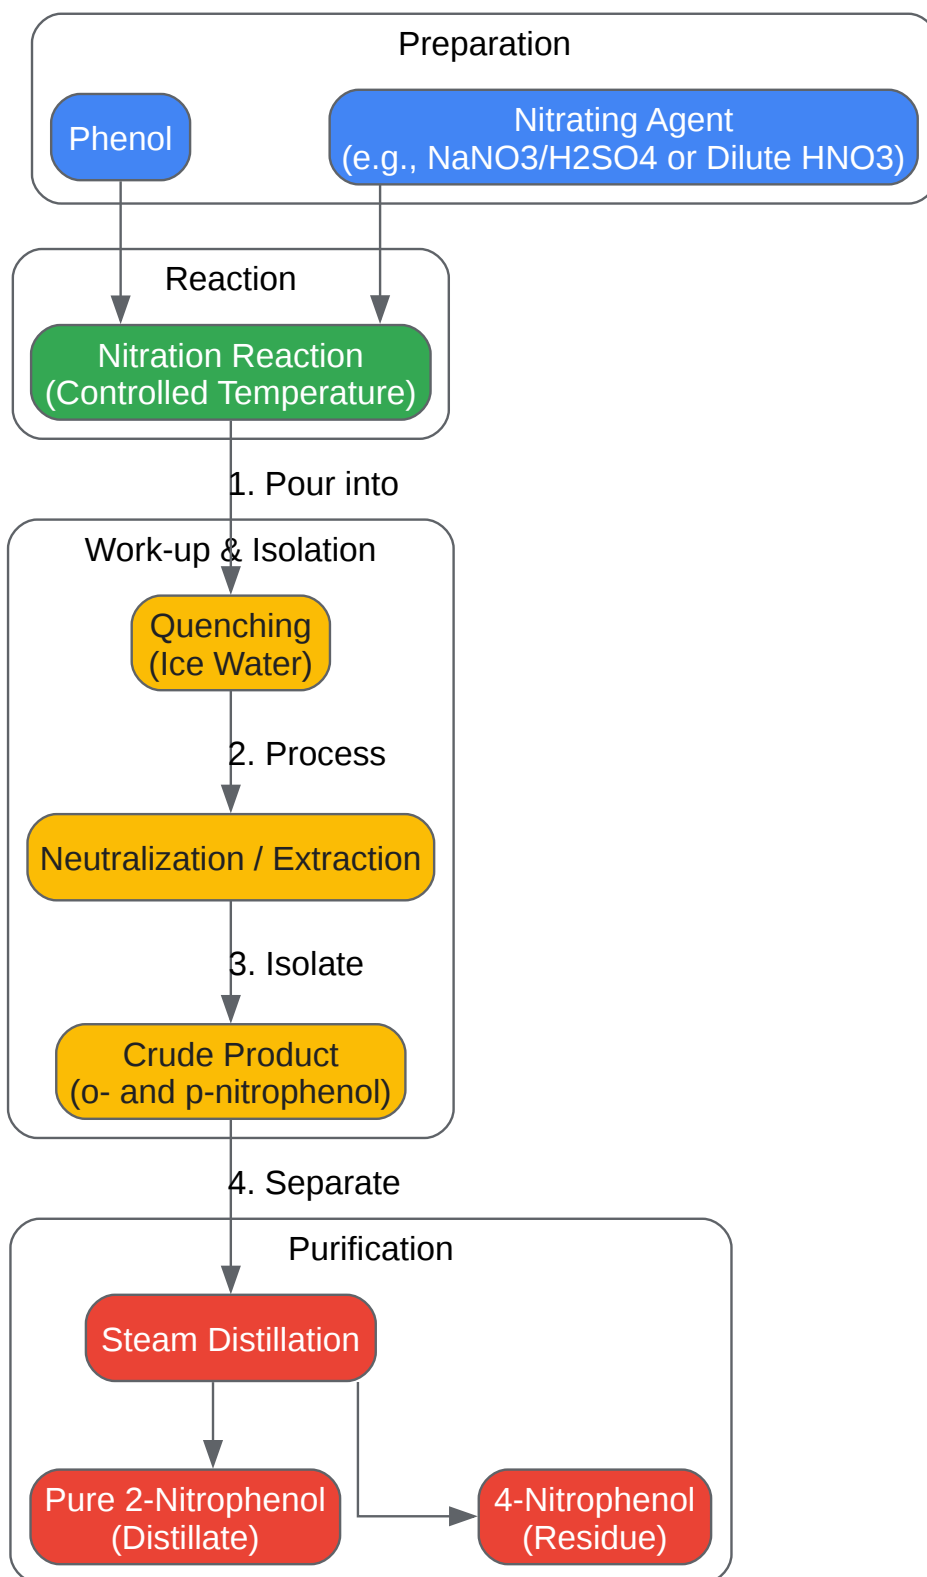 Preparation
Phenol
Nitrating Agent
(e.g., NaNO3/H2SO4 or Dilute HNO3)
Reaction
Nitration Reaction
(Controlled Temperature)
1. Pour into
Work-up & Isolation
Quenching
(Ice Water)
2. Process
Neutralization / Extraction
3. Isolate
Crude Product
(o- and p-nitrophenol)
4. Separate
Purification
Steam Distillation
Pure 2-Nitrophenol
(Distillate)
4-Nitrophenol
(Residue)